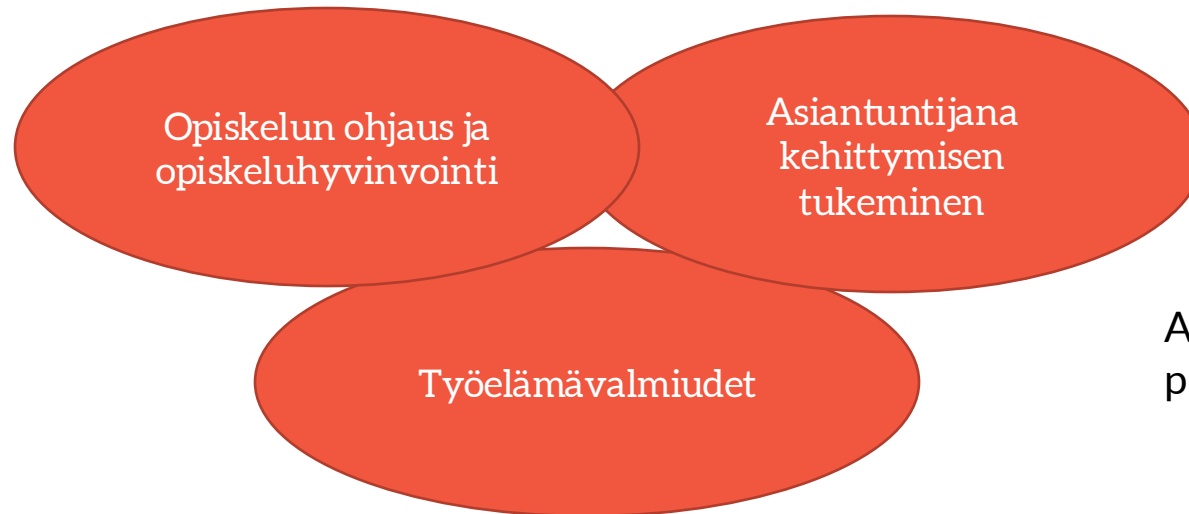 Opiskelun ohjaus ja
opiskeluhyvinvointi
Asiantuntijana
kehittymisen
tukeminen
Työelämävalmiudet